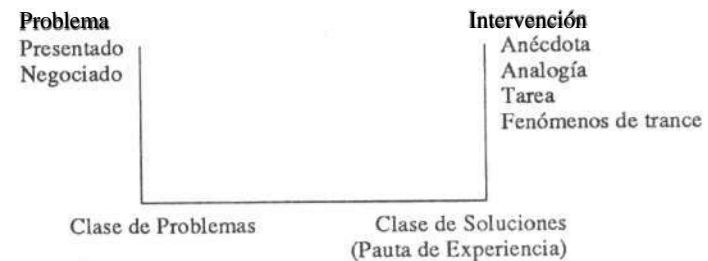 Problema
Presentado
Negociado
Intervención
Anécdota
Analogía
Tarea
Fenómenos de trance
Clase de Problemas
Clase de Soluciones
(Pauta de Experiencia)